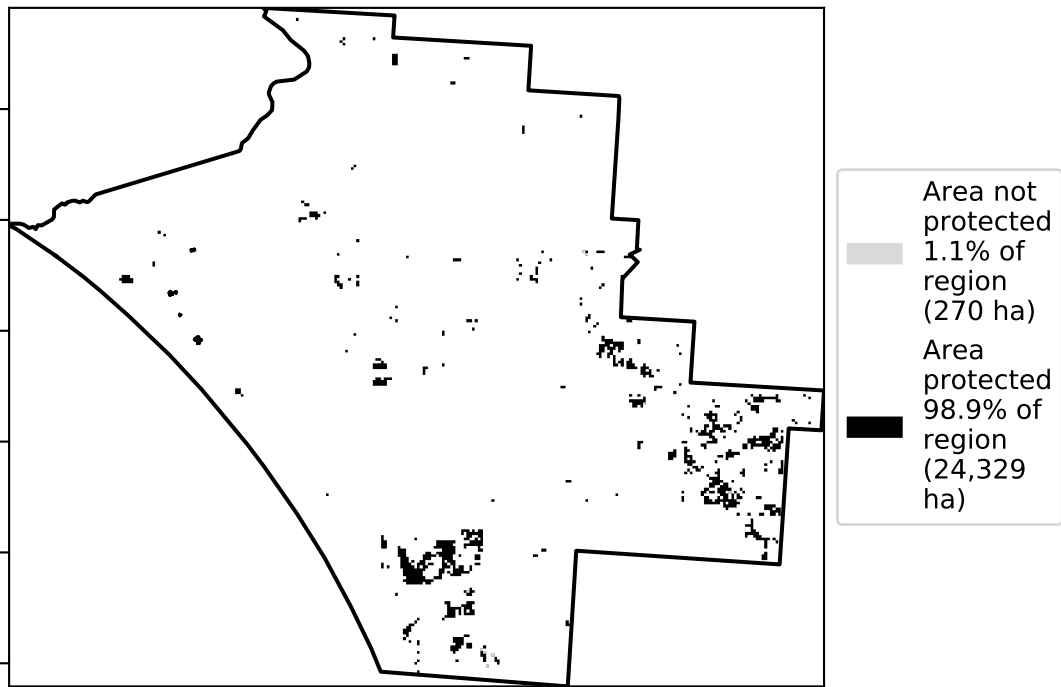 Area not
protected
1.1% of
region
(270 ha)
Area
protected
98.9% of
region
(24,329
ha)